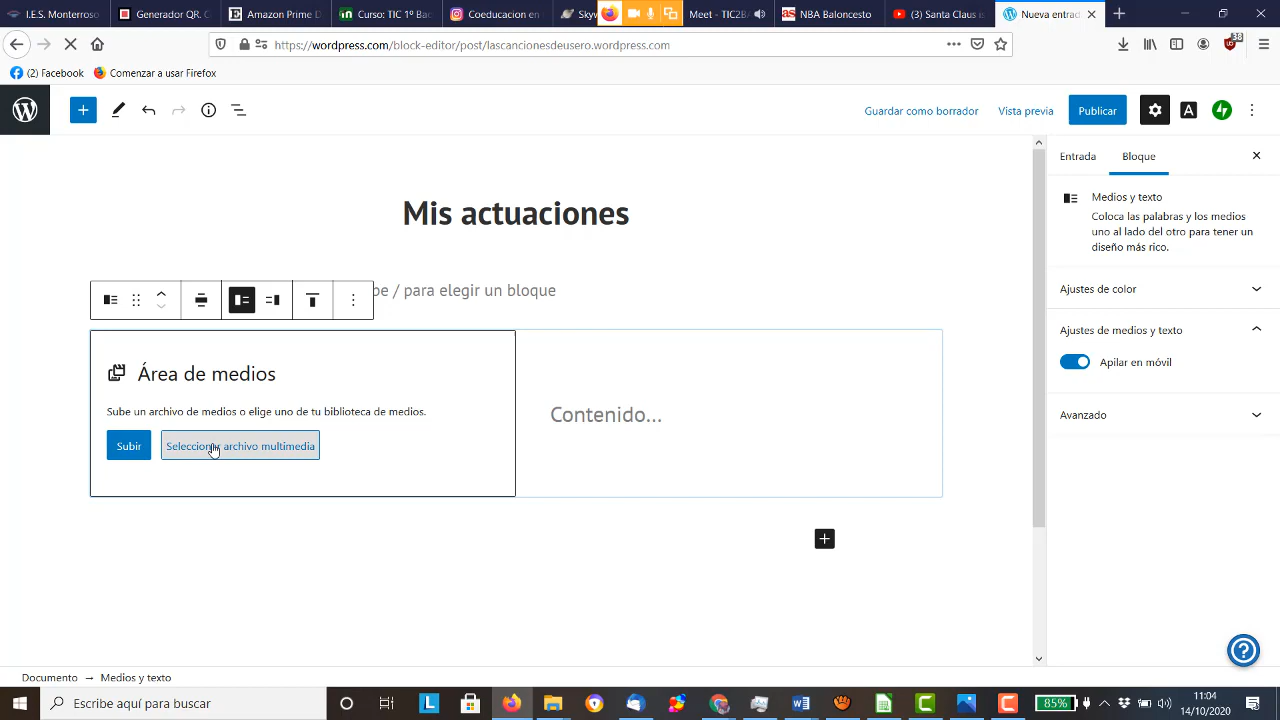 I.E.S. Monterroso
Generador QR: C
Amazon Prime D
curso TIC19 Bac
Coeducacion en
Sky
Meet - TIC2BA
NBA Baloncesto
(3) Santa Claus is
Nueva entrad
https://wordpress.com/block-editor/post/lascancionesdeusero.wordpress.com
38
(2) Facebook
Comenzar a usar Firefox
Guardar como borrador
Vista previa
Publicar
A
Entrada
Bloque
Mis actuaciones
Medios y texto
Coloca las palabras y los medios
uno al lado del otro para tener un
diseño más rico.
be / para elegir un bloque
Ajustes de color
Ajustes de medios y texto
Apilar en móvil
Área de medios
Sube un archivo de medios o elige uno de tu biblioteca de medios.
Contenido...
Avanzado
Subir
Seleccionar archivo multimedia
Documento → Medios y texto
Escribe aquí para buscar
85%
11:04
14/10/2020